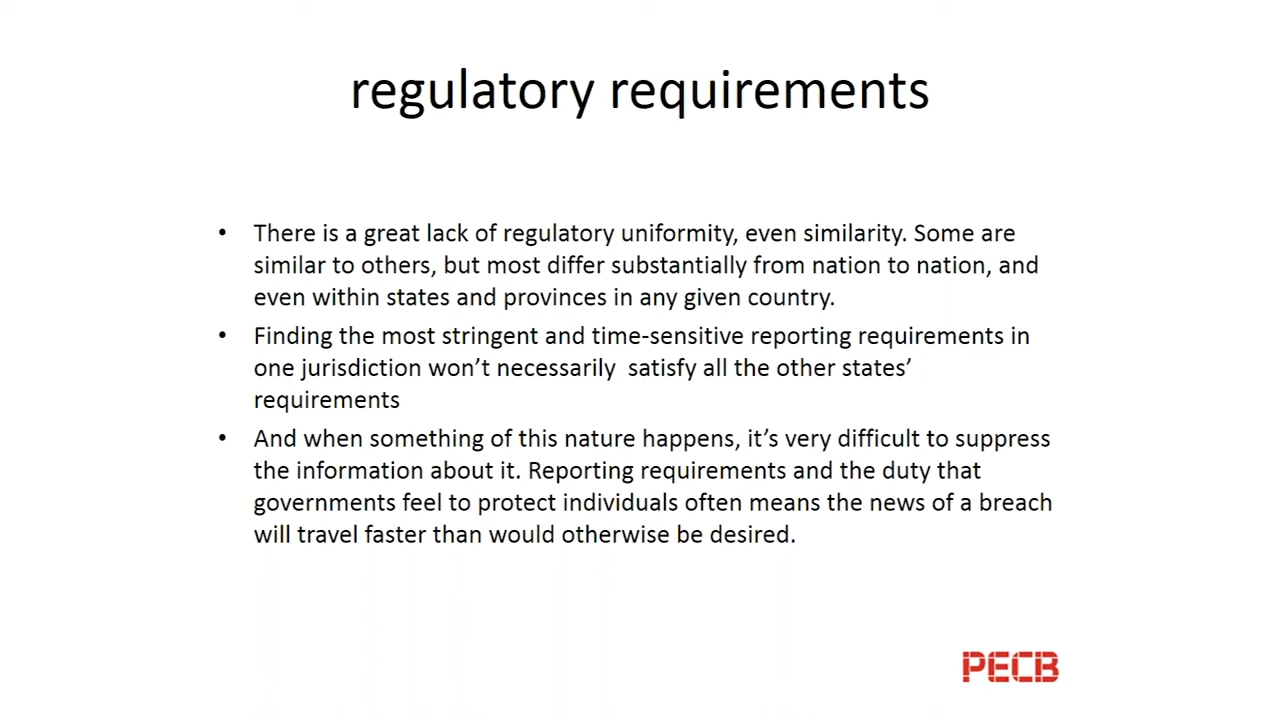 regulatory requirements
• There is a great lack of regulatory uniformity, even similarity. Some are
similar to others, but most differ substantially from nation to nation, and
even within states and provinces in any given country.
• Finding the most stringent and time-sensitive reporting requirements in
one jurisdiction won’t necessarily  satisfy all the other states’
requirements
• And when something of this nature happens, it’s very difficult to suppress
the information about it. Reporting requirements and the duty that
governments feel to protect individuals often means the news of a breach
will travel faster than would otherwise be desired.
PECB